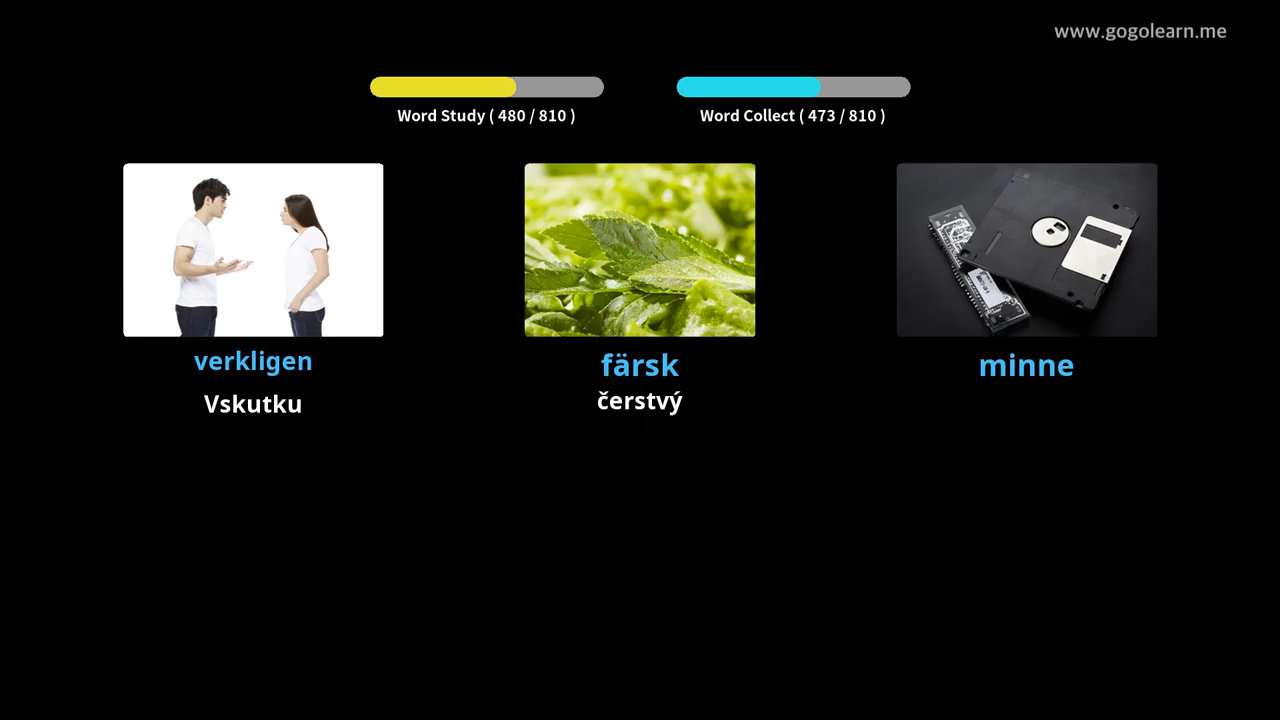 www.gogolearn.me
Word Study ( 480 / 810 )
Word Collect ( 473 / 810 )
verkligen
Vskutku
färsk
čerstvý
minne